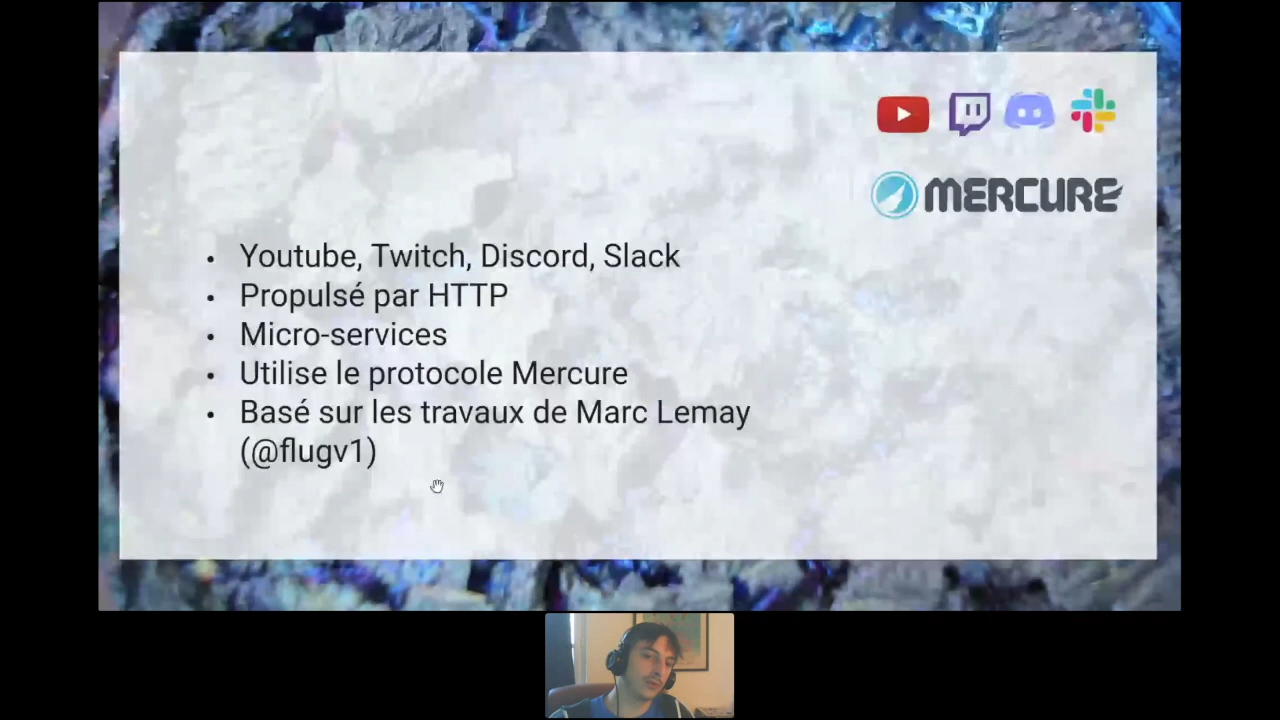 MERCURE
• Youtube, Twitch, Discord, Slack
• Propulsé par HTTP
• Micro-services
• Utilise le protocole Mercure
• Basé sur les travaux de Marc Lemay
(@flugv1)